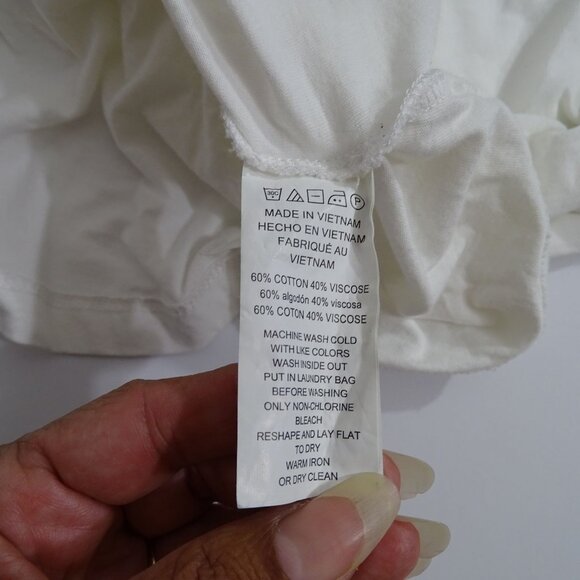 30C P
MADE IN VIETNAM
HECHO EN VIETNAM
FABRIQUÉ AU
VIETNAM
60% COTTON 40% VISCOSE
60% algodón 40% viscosa
60% COTON 40% VISCOSE
MACHINE WASH COLD
WITH LIKE COLORS
WASH INSIDE OUT
PUT IN LAUNDRY BAG
BEFORE WASHING
ONLY NON-CHLORINE
BLEACH
RESHAPE AND LAY FLAT
TO DRY
WARM IRON
OR DRY CLEAN